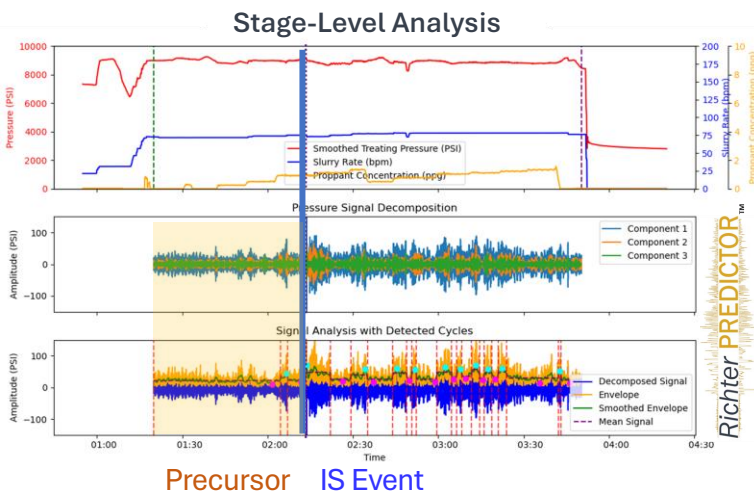 Stage-Level Analysis
10000
8000
6000
4000
2000
0
Pressure (PSI)
200
175
150
125
100
75
50
25
0
Slurry Rate (bpm)
10
8
6
4
2
0
Proppant Concentration (ppg)
Smoothed Treating Pressure (PSI)
Slurry Rate (bpm)
Proppant Concentration (ppg)
Pressure Signal Decomposition
100
0
−100
Amplitude (PSI)
Component 1
Component 2
Component 3
Signal Analysis with Detected Cycles
100
0
−100
Amplitude (PSI)
Decomposed Signal
Envelope
Smoothed Envelope
Mean Signal
01:00 01:30 02:00 02:30 03:00 03:30 04:00 04:30
Time
Richter PREDICTOR™
Precursor IS Event